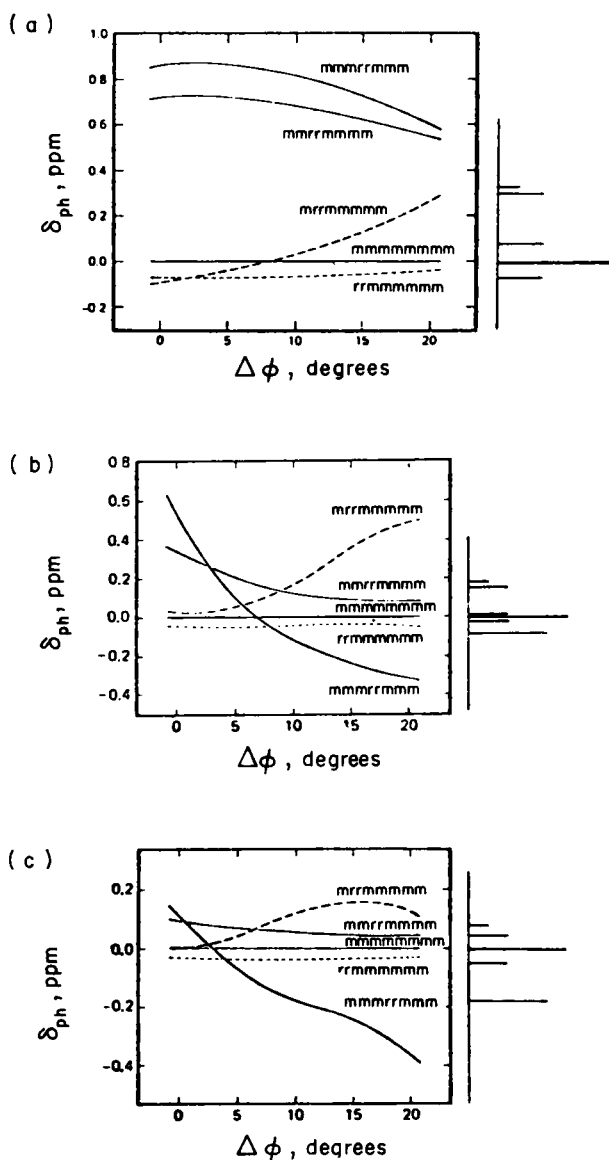 (a)
1.0
mmmrrmmm
0.8
mmrrmmmm
0.6
δph, ppm
0.4
mrrmmmmm
0.2
mmmmmmmm
0.0
rrmmmmmm
-0.2
0 5 10 15 20
Δϕ, degrees
(b)
0.8
0.6
mrrmmmmm
0.4
δph, ppm
mmrrmmmm
0.2
mmmmmmmm
0.0
rrmmmmmm
-0.2
mmmrrmmm
-0.4
0 5 10 15 20
Δϕ, degrees
(c)
mrrmmmmm
0.2
mmrrmmmm
mmmmmmmm
0.0
δph, ppm
rrmmmmmm
-0.2
mmmrrmmm
-0.4
0 5 10 15 20
Δϕ, degrees